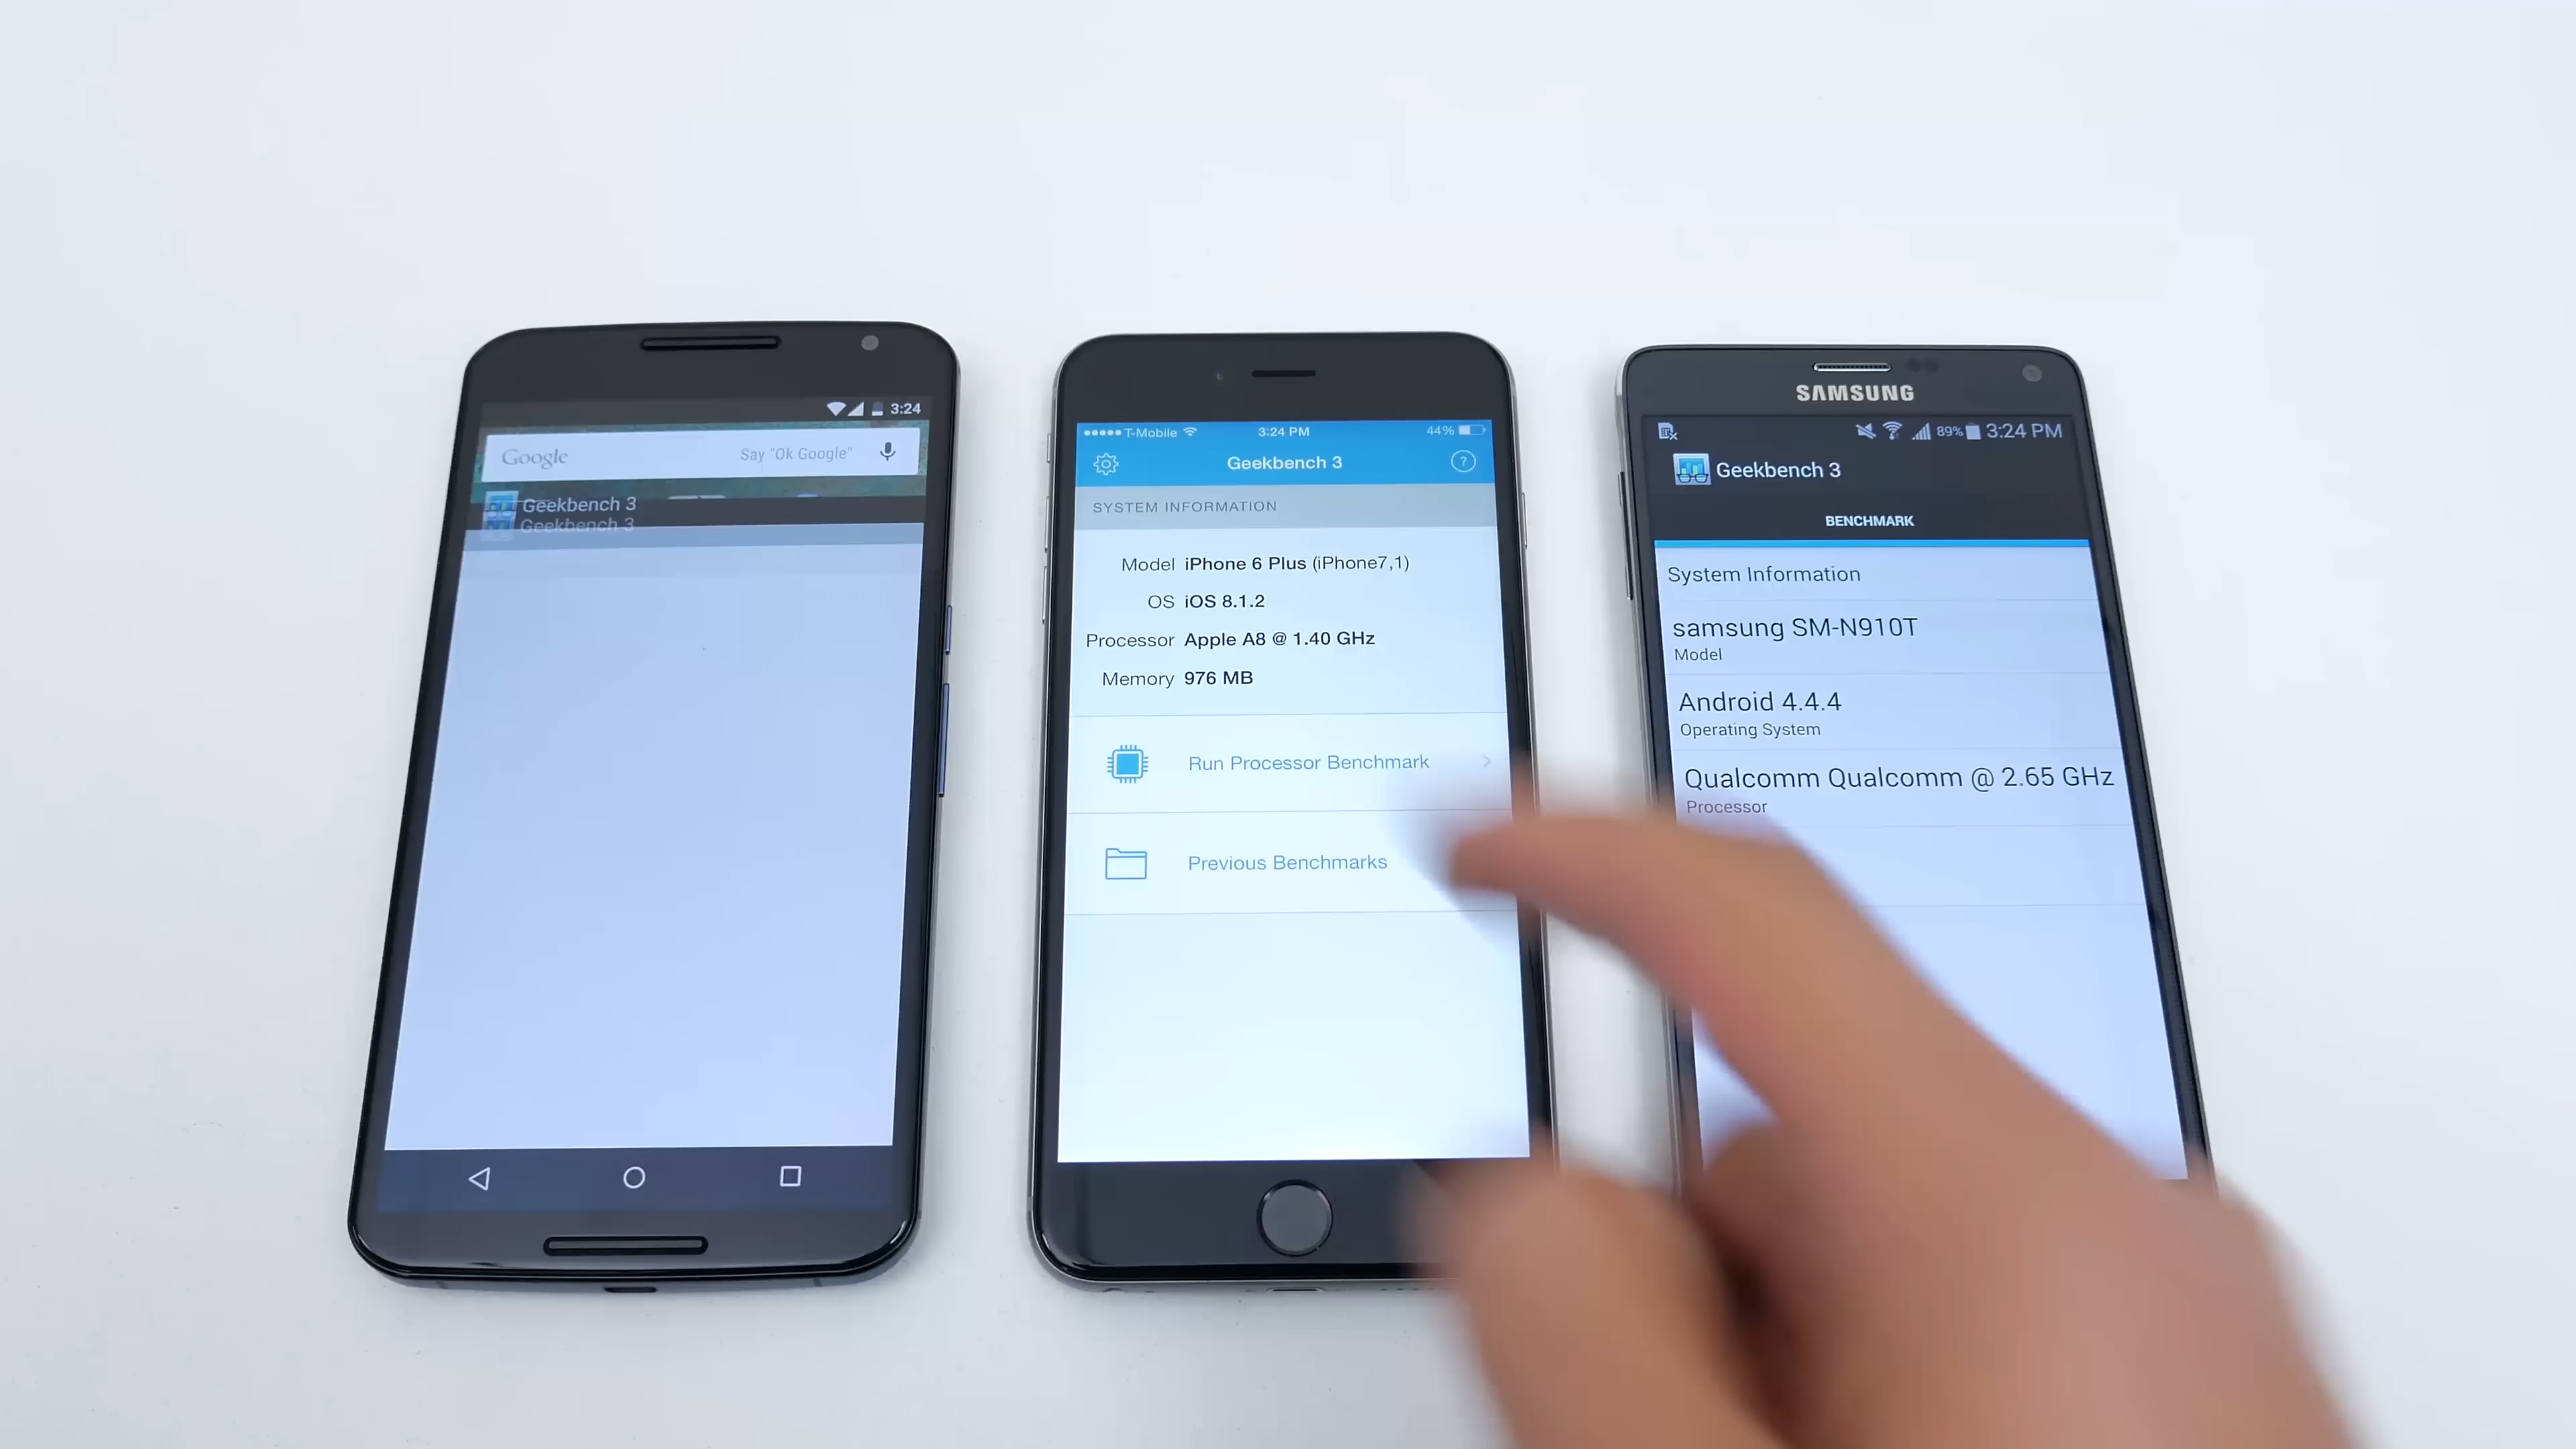 3:24
Google
Say "Ok Google"
Geekbench 3
Geekbench 3
T-Mobile
3:24 PM
44%
Geekbench 3
?
SYSTEM INFORMATION
Model iPhone 6 Plus (iPhone7,1)
OS iOS 8.1.2
Processor Apple A8 @ 1.40 GHz
Memory 976 MB
Run Processor Benchmark
Previous Benchmarks
SAMSUNG
89% 3:24 PM
Geekbench 3
BENCHMARK
System Information
samsung SM-N910T
Model
Android 4.4.4
Operating System
Qualcomm Qualcomm @ 2.65 GHz
Processor